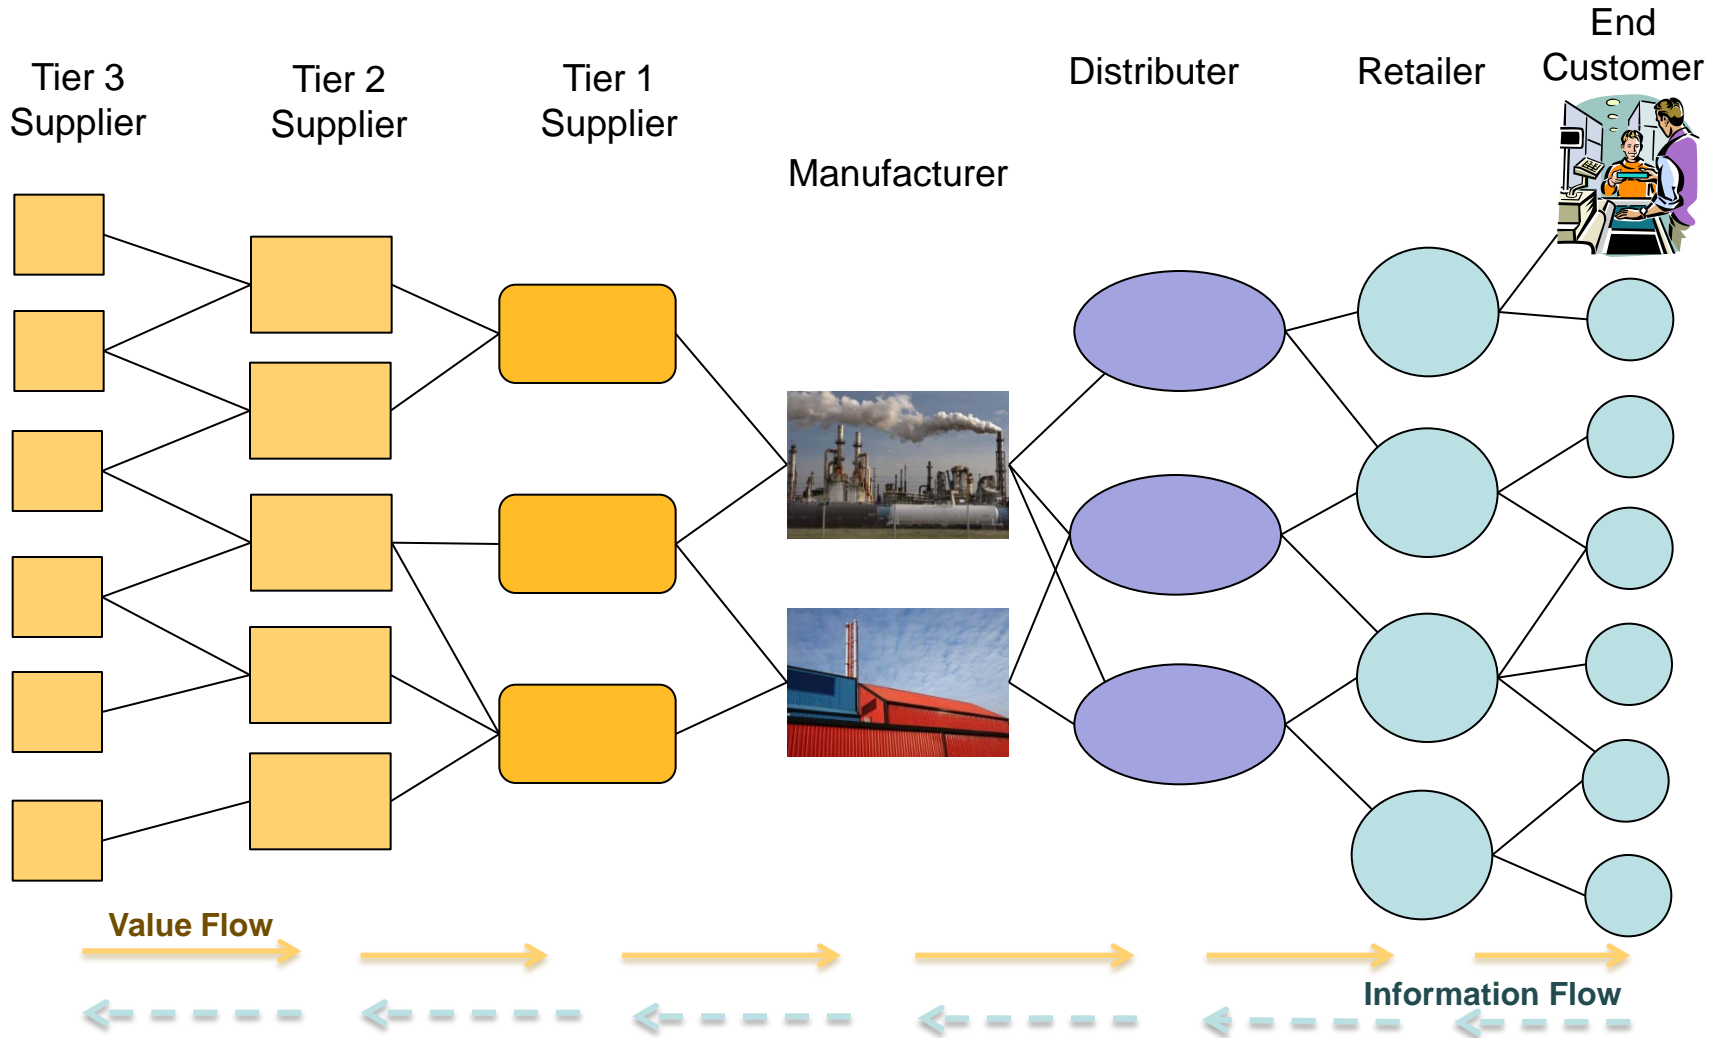 Tier 3
Supplier
Tier 2
Supplier
Tier 1
Supplier
Manufacturer
Distributer
Retailer
End
Customer
Value Flow
Information Flow